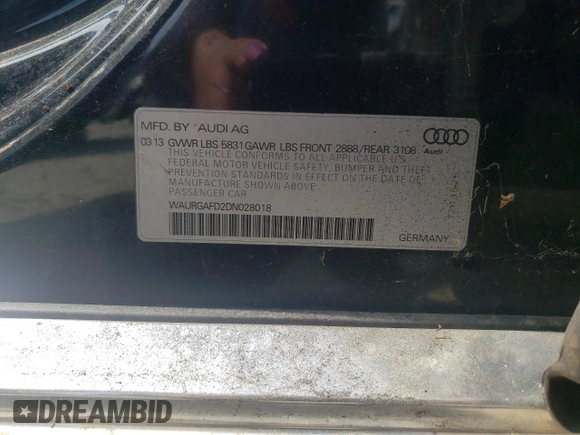 MFD. BY AUDI AG
03 13 GVWR LBS 5831 GAWR LBS FRONT 2888/REAR 3108
Audi
THIS VEHICLE CONFORMS TO ALL APPLICABLE U.S.
FEDERAL MOTOR VEHICLE SAFETY, BUMPER AND THEFT
PREVENTION STANDARDS IN EFFECT ON THE DATE OF
MANUFACTURE SHOWN ABOVE.
PASSENGER CAR
WAURGAFD2DN028018
GERMANY
DREAMBID